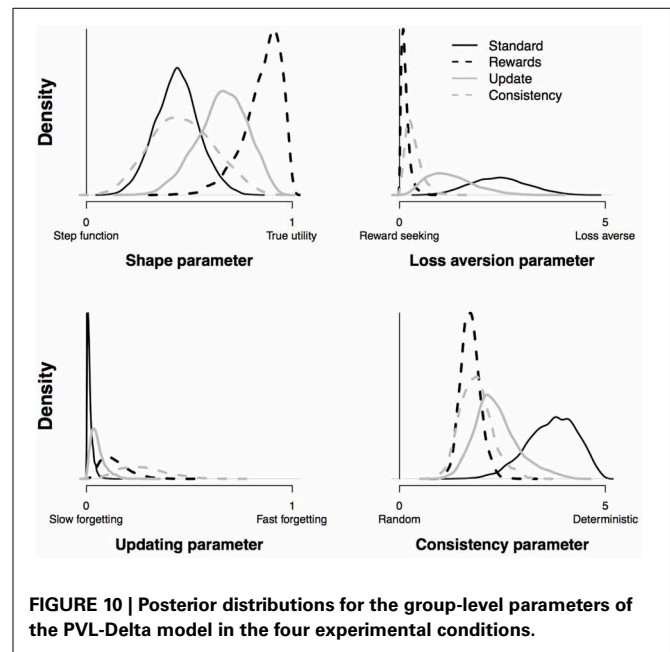 Density
0 1
Step function True utility
Shape parameter
Standard
Rewards
Update
Consistency
0 5
Reward seeking Loss averse
Loss aversion parameter
Density
0 1
Slow forgetting Fast forgetting
Updating parameter
0 5
Random Deterministic
Consistency parameter
FIGURE 10 | Posterior distributions for the group-level parameters of
the PVL-Delta model in the four experimental conditions.